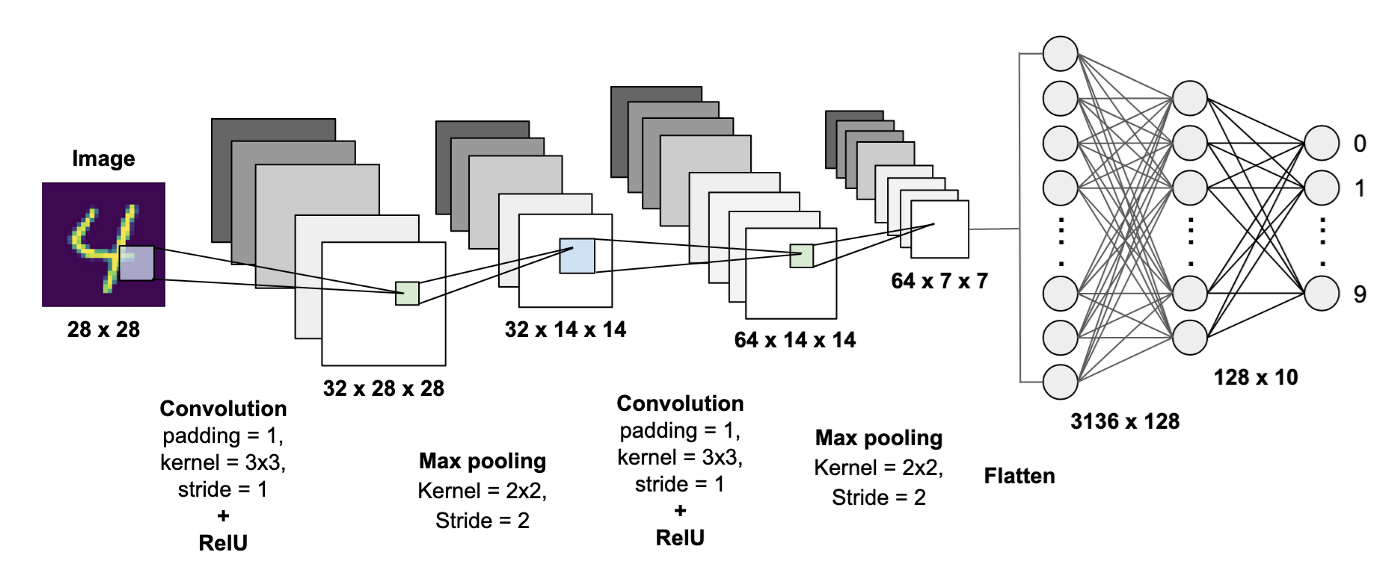 Image
28 x 28
32 x 28 x 28
Convolution
padding = 1,
kernel = 3x3,
stride = 1
+
RelU
32 x 14 x 14
Max pooling
Kernel = 2x2,
Stride = 2
64 x 14 x 14
Convolution
padding = 1,
kernel = 3x3,
stride = 1
+
RelU
64 x 7 x 7
Max pooling
Kernel = 2x2,
Stride = 2
Flatten
3136 x 128
128 x 10
0
1
9